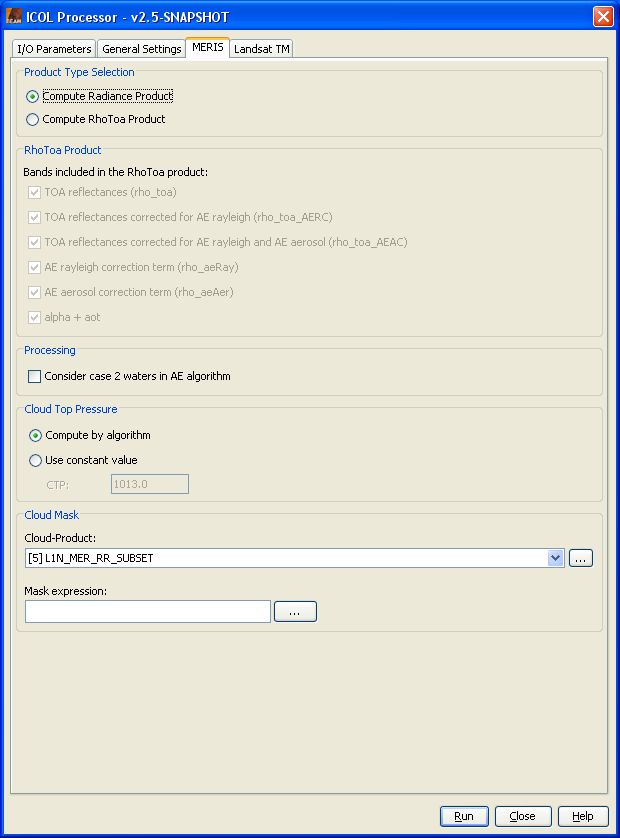 ICOL Processor - v2.5-SNAPSHOT
I/O Parameters General Settings MERIS Landsat TM
Product Type Selection
Compute Radiance Product
Compute RhoToa Product
RhoToa Product
Bands included in the RhoToa product:
TOA reflectances (rho_toa)
TOA reflectances corrected for AE rayleigh (rho_toa_AERC)
TOA reflectances corrected for AE rayleigh and AE aerosol (rho_toa_AEAC)
AE rayleigh correction term (rho_aeRay)
AE aerosol correction term (rho_aeAer)
alpha + aot
Processing
Consider case 2 waters in AE algorithm
Cloud Top Pressure
Compute by algorithm
Use constant value
CTP: 1013.0
Cloud Mask
Cloud-Product:
[5] L1N_MER_RR_SUBSET ...
Mask expression:
...
Run Close Help